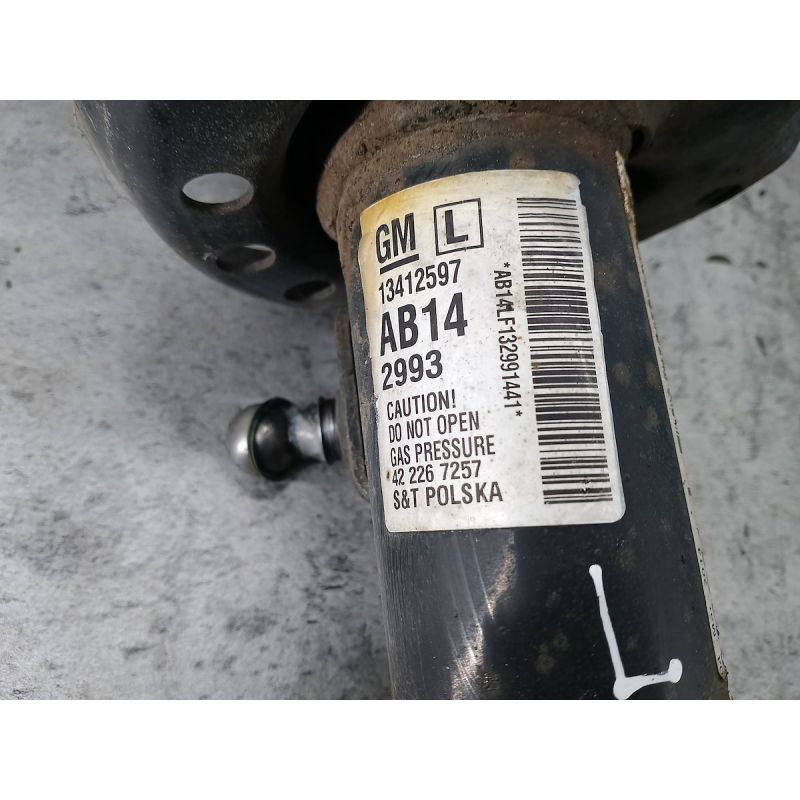 GM L
13412597
AB14
2993
CAUTION!
DO NOT OPEN
GAS PRESSURE
42 226 7257
S&T POLSKA
*AB14LF132991441*
L